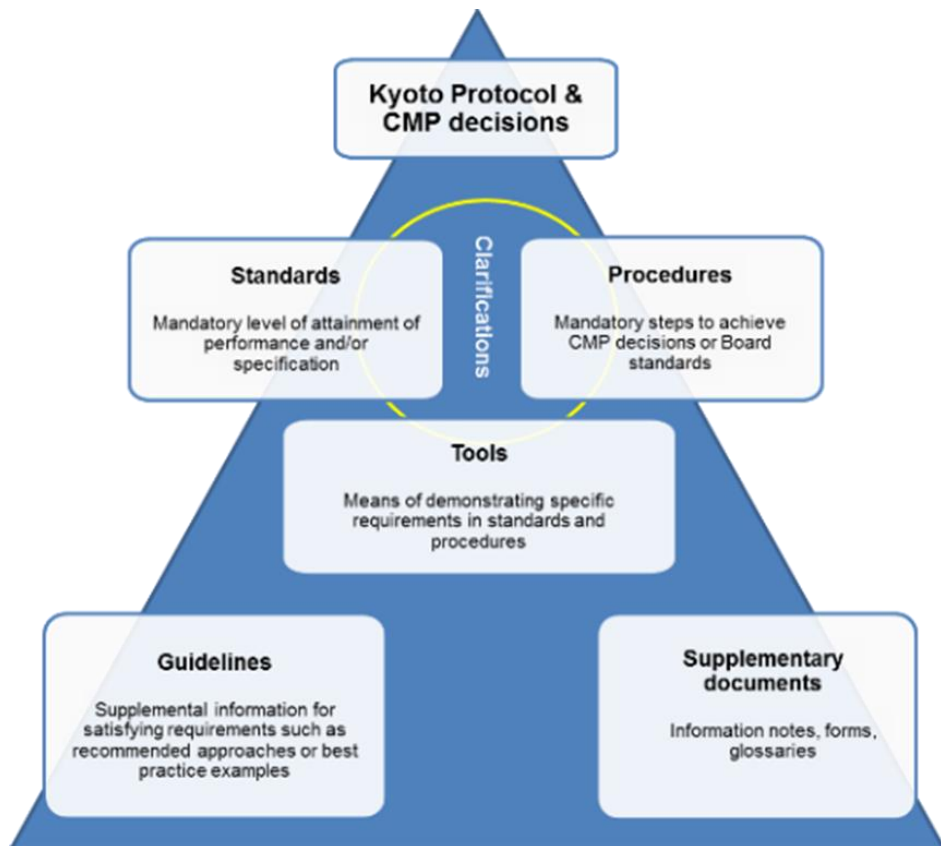 Kyoto Protocol &
CMP decisions
Clarifications
Standards
Mandatory level of attainment of
performance and/or
specification
Procedures
Mandatory steps to achieve
CMP decisions or Board
standards
Tools
Means of demonstrating specific
requirements in standards and
procedures
Guidelines
Supplemental information for
satisfying requirements such as
recommended approaches or best
practice examples
Supplementary
documents
Information notes, forms,
glossaries